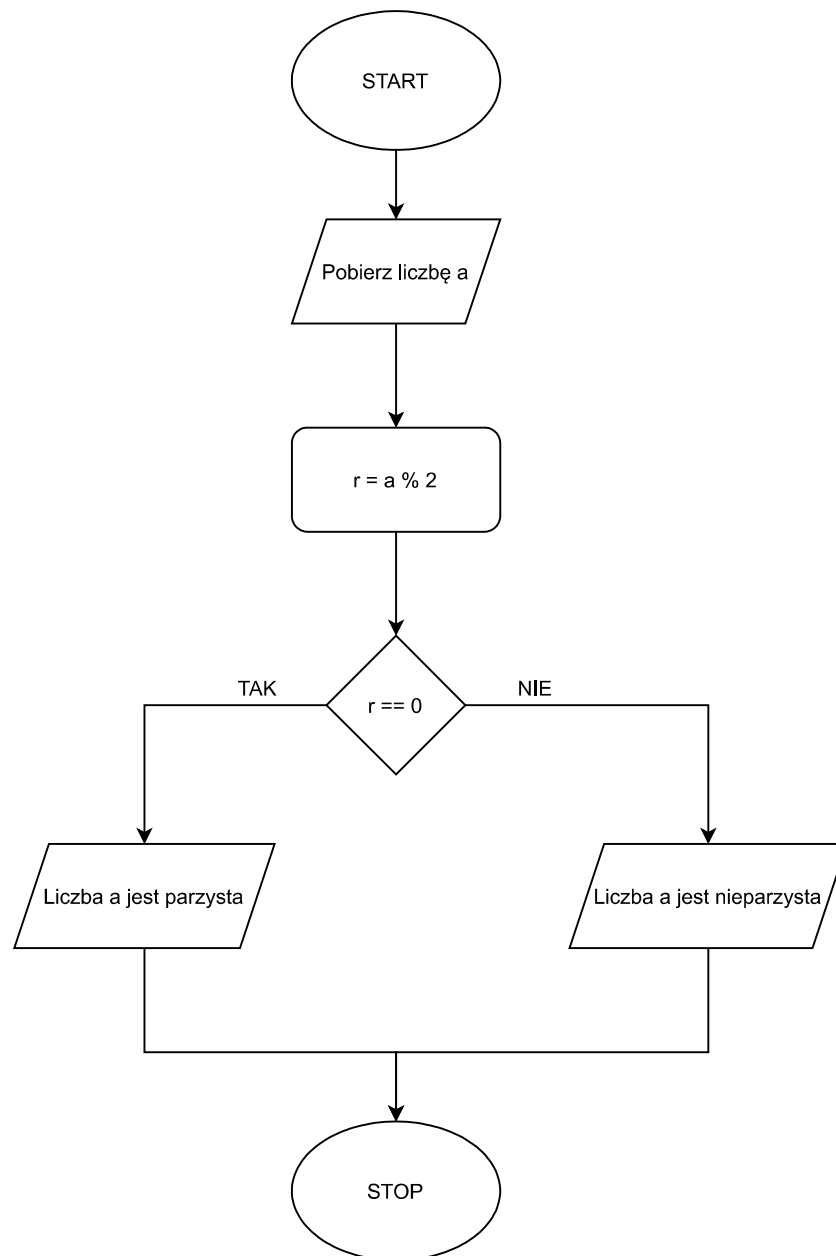 START
Pobierz liczbę a
r = a % 2
TAK
NIE
r == 0
Liczba a jest parzysta
Liczba a jest nieparzysta
STOP